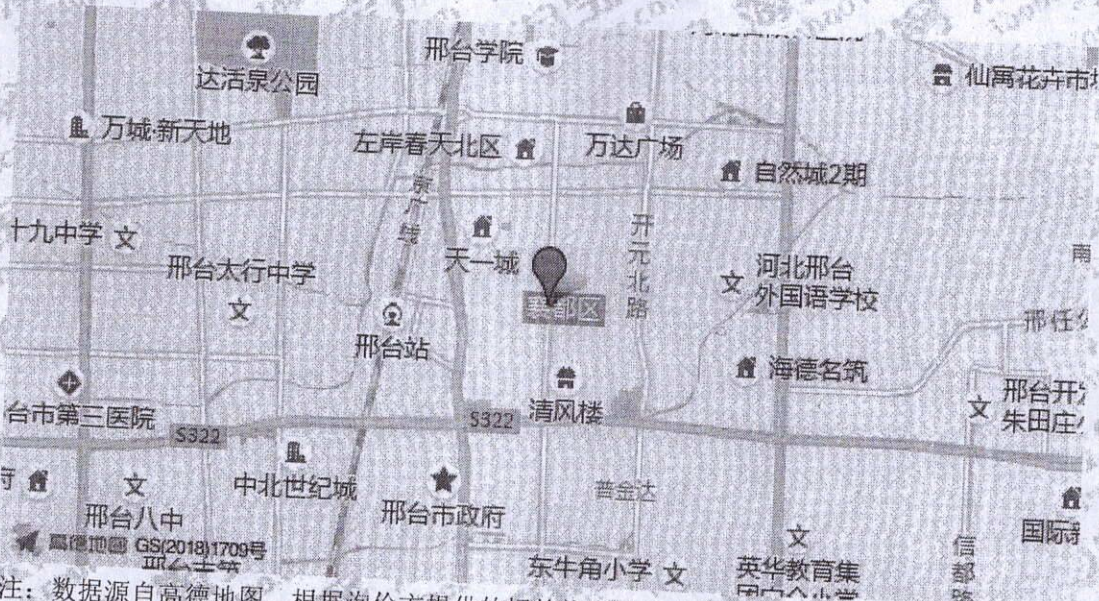 邢台学院
仙窝花卉市场
达活泉公园
万城·新天地
左岸春天北区
万达广场
自然城2期
京广线
开元北路
十九中学
天一城
邢台太行中学
河北邢台
外国语学校
南
襄都区
邢任公
邢台站
海德名筑
清风楼
邢台开发
朱田庄
台市第三医院
S322
S322
中北世纪城
府
邢台八中
邢台市政府
普金达
国际
高德地图 GS(2018)1709号
东牛角小学
英华教育集
信都路
注：数据源自高德地图